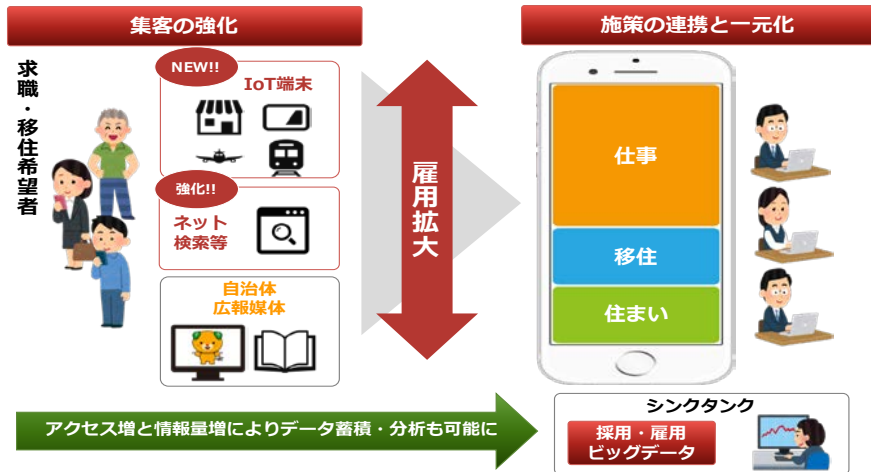 集客の強化
施策の連携と一元化
求職・移住希望者
NEW!!
IoT端末
強化!!
ネット
検索等
自治体
広報媒体
雇用拡大
仕事
移住
住まい
アクセス増と情報量増によりデータ蓄積・分析も可能に
シンクタンク
採用・雇用
ビッグデータ